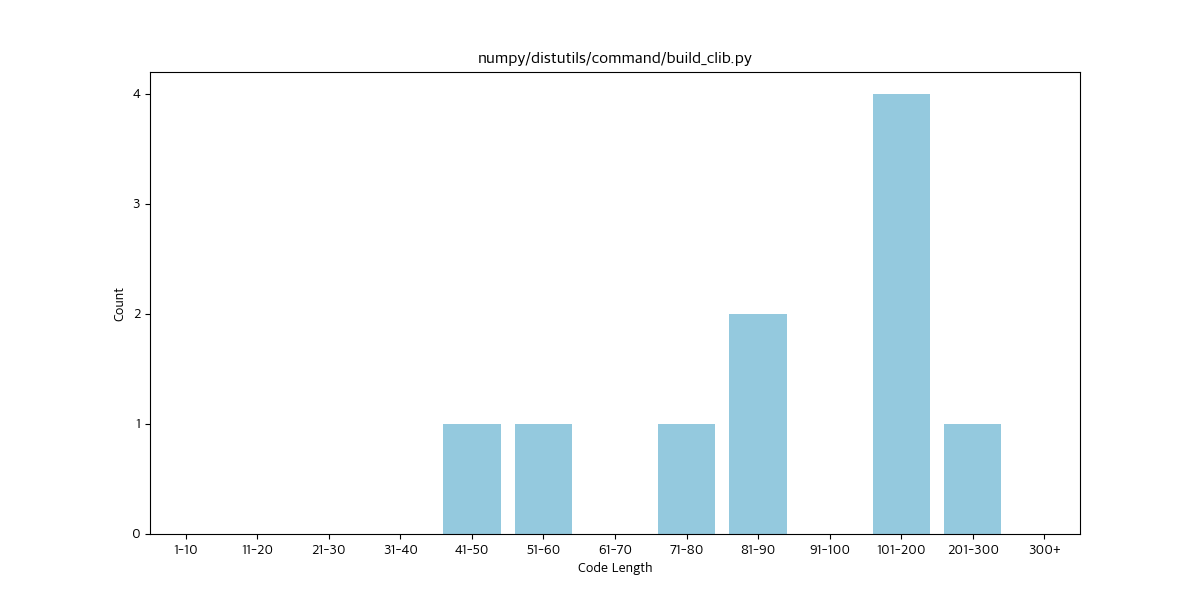 numpy/distutils/command/build_clib.py
Count
4
3
2
1
0
1-10 11-20 21-30 31-40 41-50 51-60 61-70 71-80 81-90 91-100 101-200 201-300 300+
Code Length